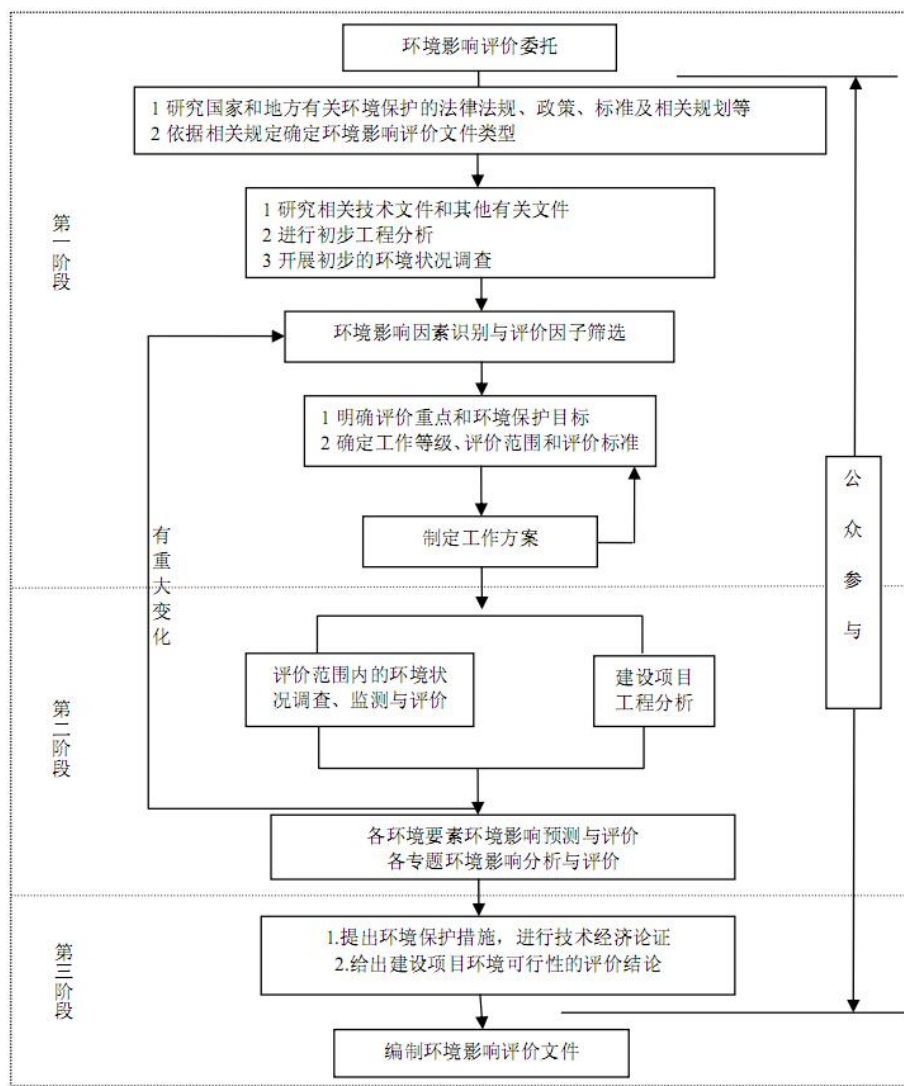 环境影响评价委托
1 研究国家和地方有关环境保护的法律法规、政策、标准及相关规划等
2 依据相关规定确定环境影响评价文件类型
第一阶段
1 研究相关技术文件和其他有关文件
2 进行初步工程分析
3 开展初步的环境状况调查
环境影响因素识别与评价因子筛选
1 明确评价重点和环境保护目标
2 确定工作等级、评价范围和评价标准
制定工作方案
有重大变化
公众参与
第二阶段
评价范围内的环境状
况调查、监测与评价
建设项目
工程分析
各环境要素环境影响预测与评价
各专题环境影响分析与评价
第三阶段
1.提出环境保护措施，进行技术经济论证
2.给出建设项目环境可行性的评价结论
编制环境影响评价文件